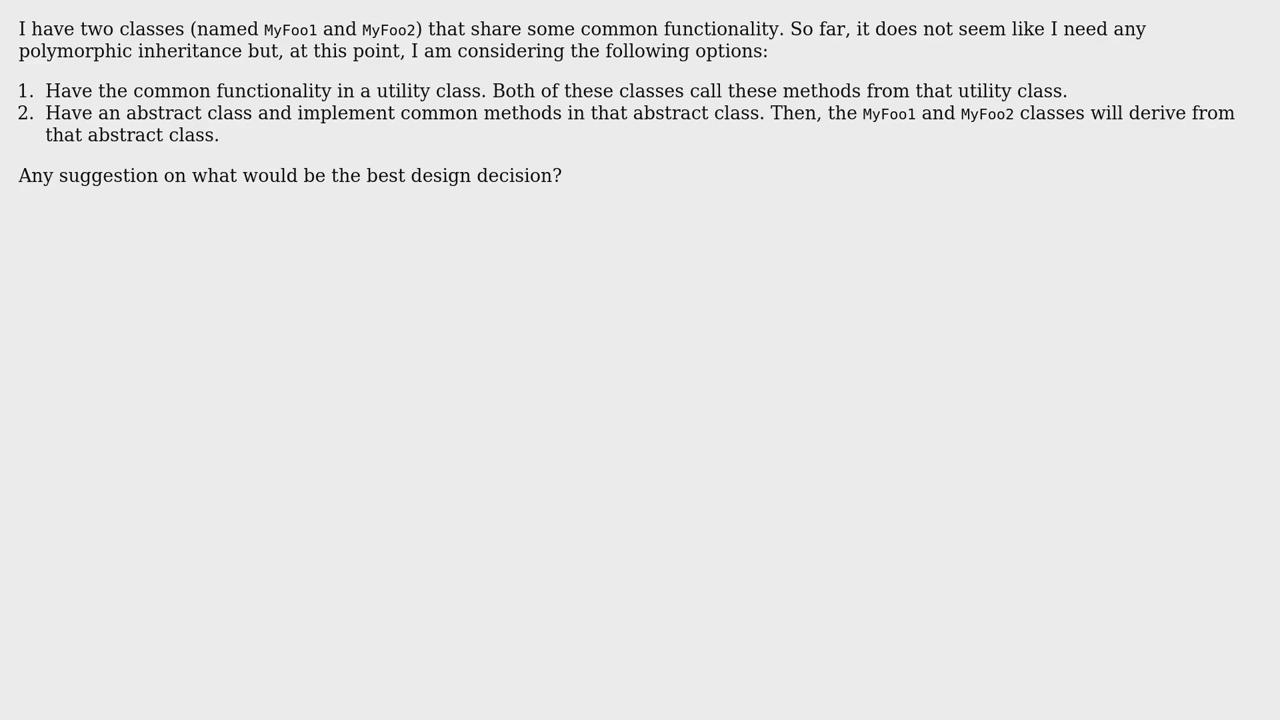 I have two classes (named MyFoo1 and MyFoo2) that share some common functionality. So far, it does not seem like I need any
polymorphic inheritance but, at this point, I am considering the following options:
1. Have the common functionality in a utility class. Both of these classes call these methods from that utility class.
2. Have an abstract class and implement common methods in that abstract class. Then, the MyFoo1 and MyFoo2 classes will derive from
that abstract class.
Any suggestion on what would be the best design decision?